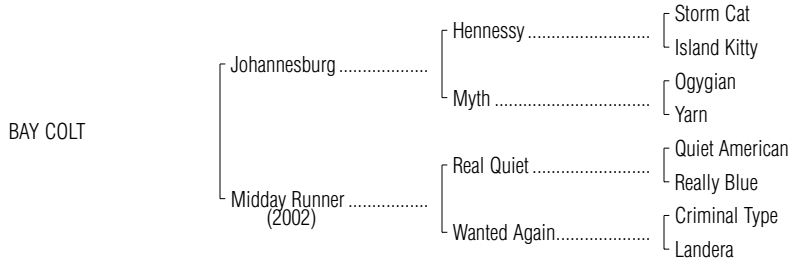 Storm Cat
Hennessy ..........................
Island Kitty
Johannesburg ...................
Ogygian
Myth .................................
Yarn
BAY COLT
Quiet American
Real Quiet ..........................
Really Blue
Midday Runner .................
(2002)
Criminal Type
Wanted Again....................
Landera